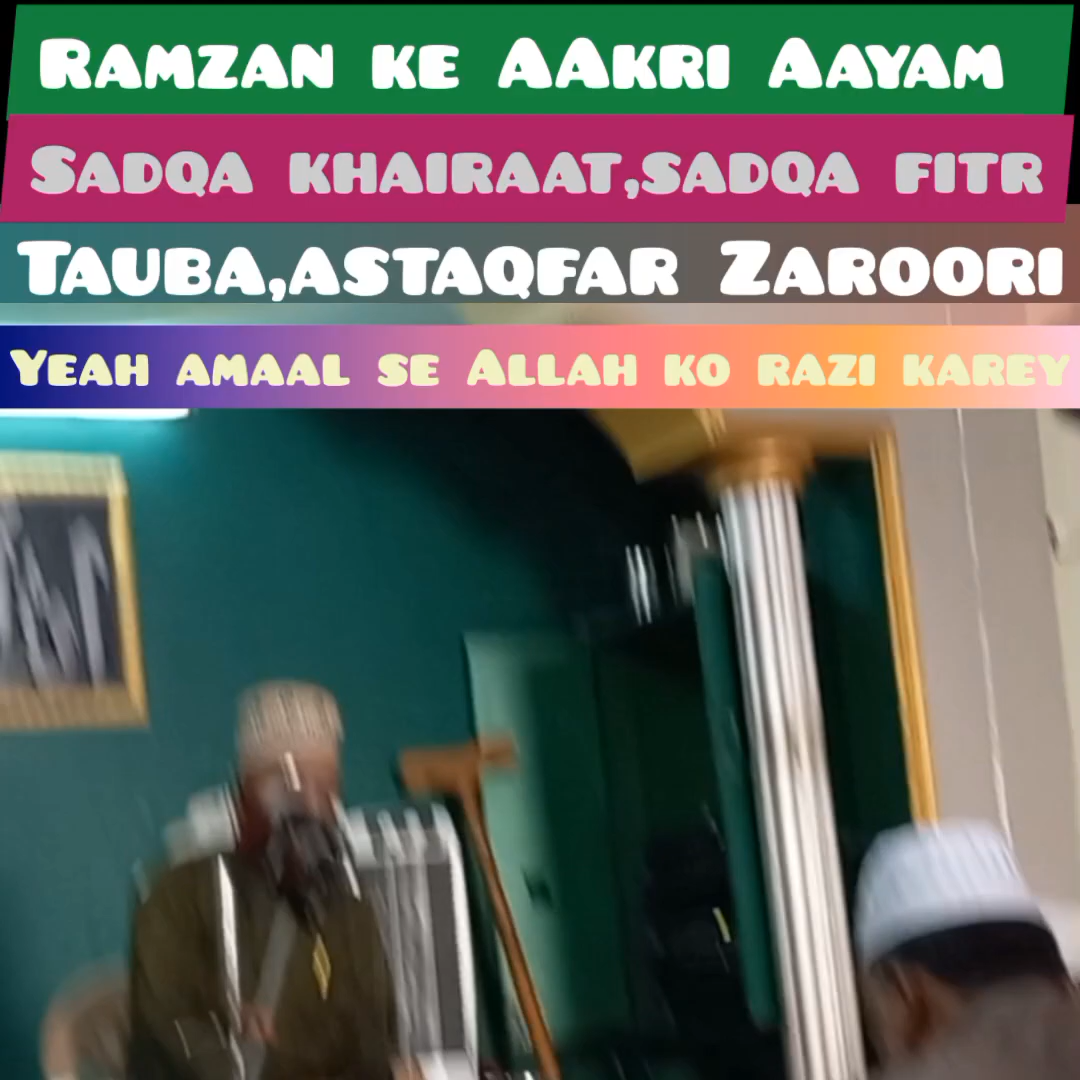 Ramzan ke AAkri Aayam
Sadqa khairaat,sadqa fitr
Tauba,astaqfar Zaroori
Yeah amaal se Allah ko razi karey